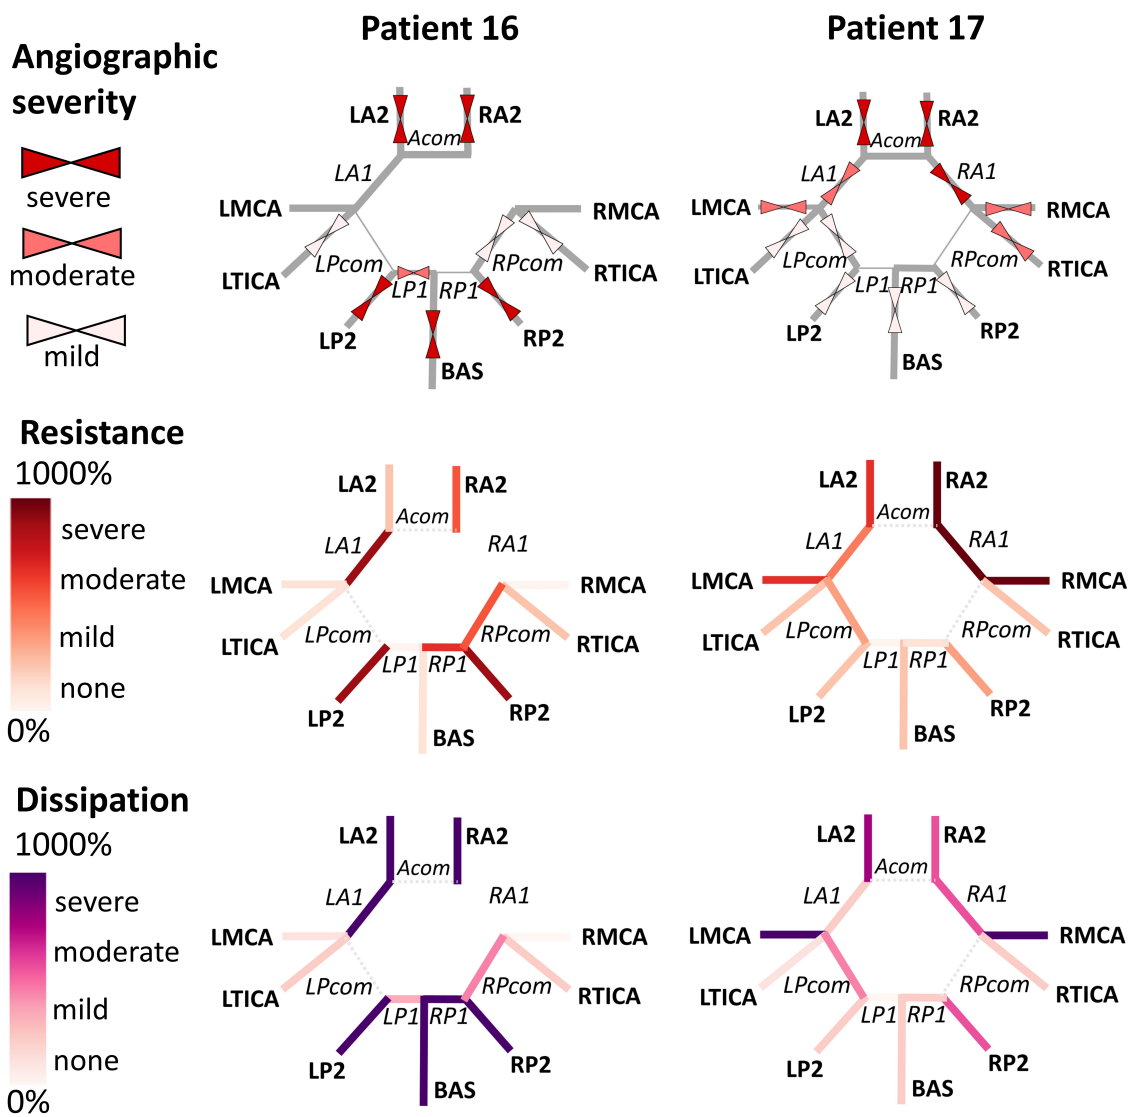 Patient 16
Patient 17
Angiographic
severity
severe
moderate
mild
LA2
RA2
Acom
LA1
LMCA
RMCA
LTICA
LPcom
RPcom
RTICA
LP1
RP1
LP2
RP2
BAS
LA2
RA2
Acom
LA1
RA1
LMCA
RMCA
LTICA
LPcom
RPcom
RTICA
LP1
RP1
LP2
RP2
BAS
Resistance
1000%
severe
moderate
mild
none
0%
LA2
RA2
Acom
LA1
RA1
LMCA
RMCA
LTICA
LPcom
RPcom
RTICA
LP1
RP1
LP2
RP2
BAS
LA2
RA2
Acom
LA1
RA1
LMCA
RMCA
LTICA
LPcom
RPcom
RTICA
LP1
RP1
LP2
RP2
BAS
Dissipation
1000%
severe
moderate
mild
none
0%
LA2
RA2
Acom
LA1
RA1
LMCA
RMCA
LTICA
LPcom
RPcom
RTICA
LP1
RP1
LP2
RP2
BAS
LA2
RA2
Acom
LA1
RA1
LMCA
RMCA
LTICA
LPcom
RPcom
RTICA
LP1
RP1
LP2
RP2
BAS